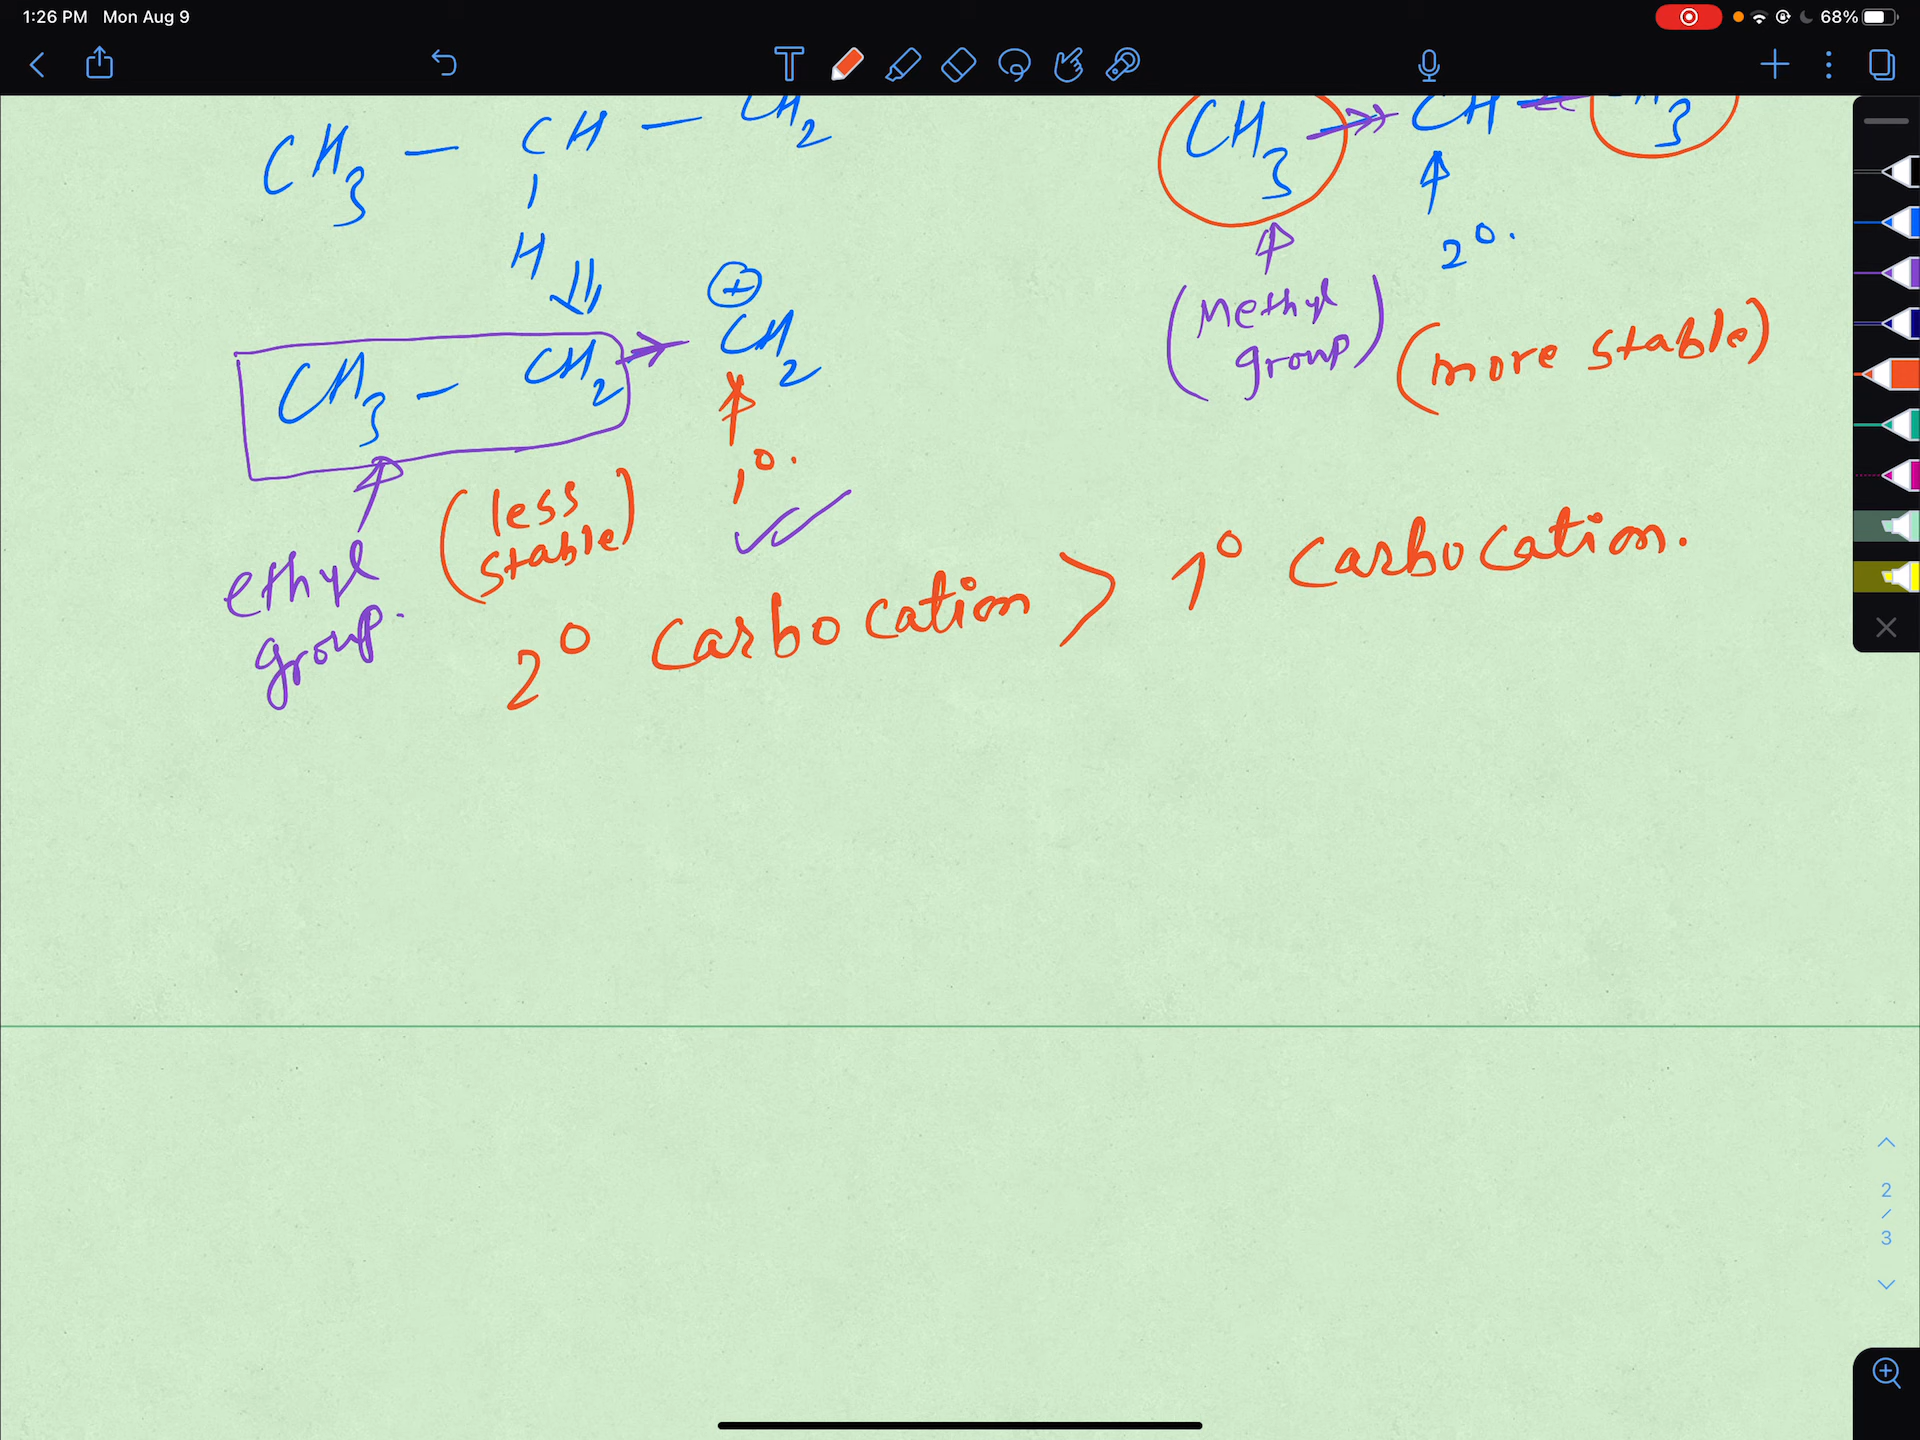 1:26 PM Mon Aug 9
68%
CH3 — CH — CH2
H
CH3 CH CH3
2°.
(Methyl
group)
(more stable)
+
CH3 — CH2 CH2
1°.
(less
stable)
ethyl
group.
2° carbocation > 1° carbocation.
2
/
3